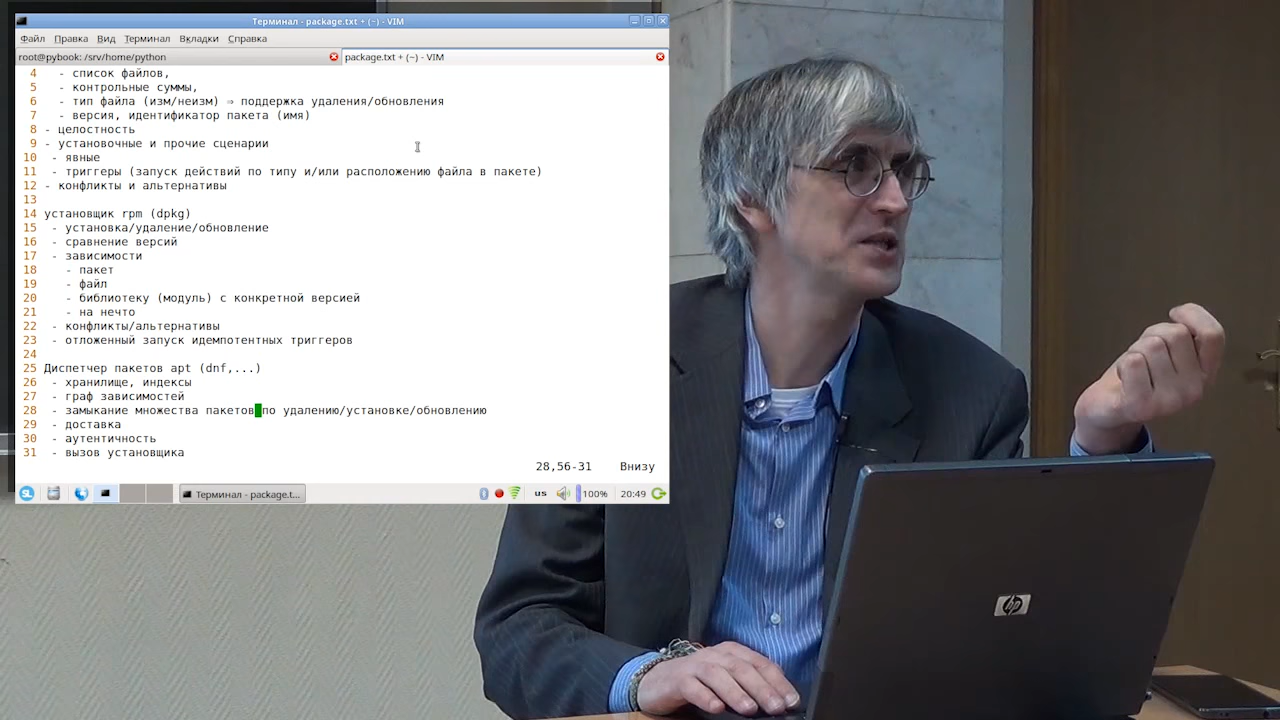 Терминал - package.txt + (~) - VIM
Файл Правка Вид Терминал Вкладки Справка
root@pybook: /srv/home/python
package.txt + (~) - VIM
4 - список файлов,
5 - контрольные суммы,
6 - тип файла (изм/неизм) ⇒ поддержка удаления/обновления
7 - версия, идентификатор пакета (имя)
8 - целостность
9 - установочные и прочие сценарии
10 - явные
11 - триггеры (запуск действий по типу и/или расположению файла в пакете)
12 - конфликты и альтернативы
13
14 установщик rpm (dpkg)
15 - установка/удаление/обновление
16 - сравнение версий
17 - зависимости
18 - пакет
19 - файл
20 - библиотеку (модуль) с конкретной версией
21 - на нечто
22 - конфликты/альтернативы
23 - отложенный запуск идемпотентных триггеров
24
25 Диспетчер пакетов apt (dnf,...)
26 - хранилище, индексы
27 - граф зависимостей
28 - замыкание множества пакетов по удалению/установке/обновлению
29 - доставка
30 - аутентичность
31 - вызов установщика
28,56-31 Внизу
SL
Терминал - package.t...
us
100%
20:49
hp